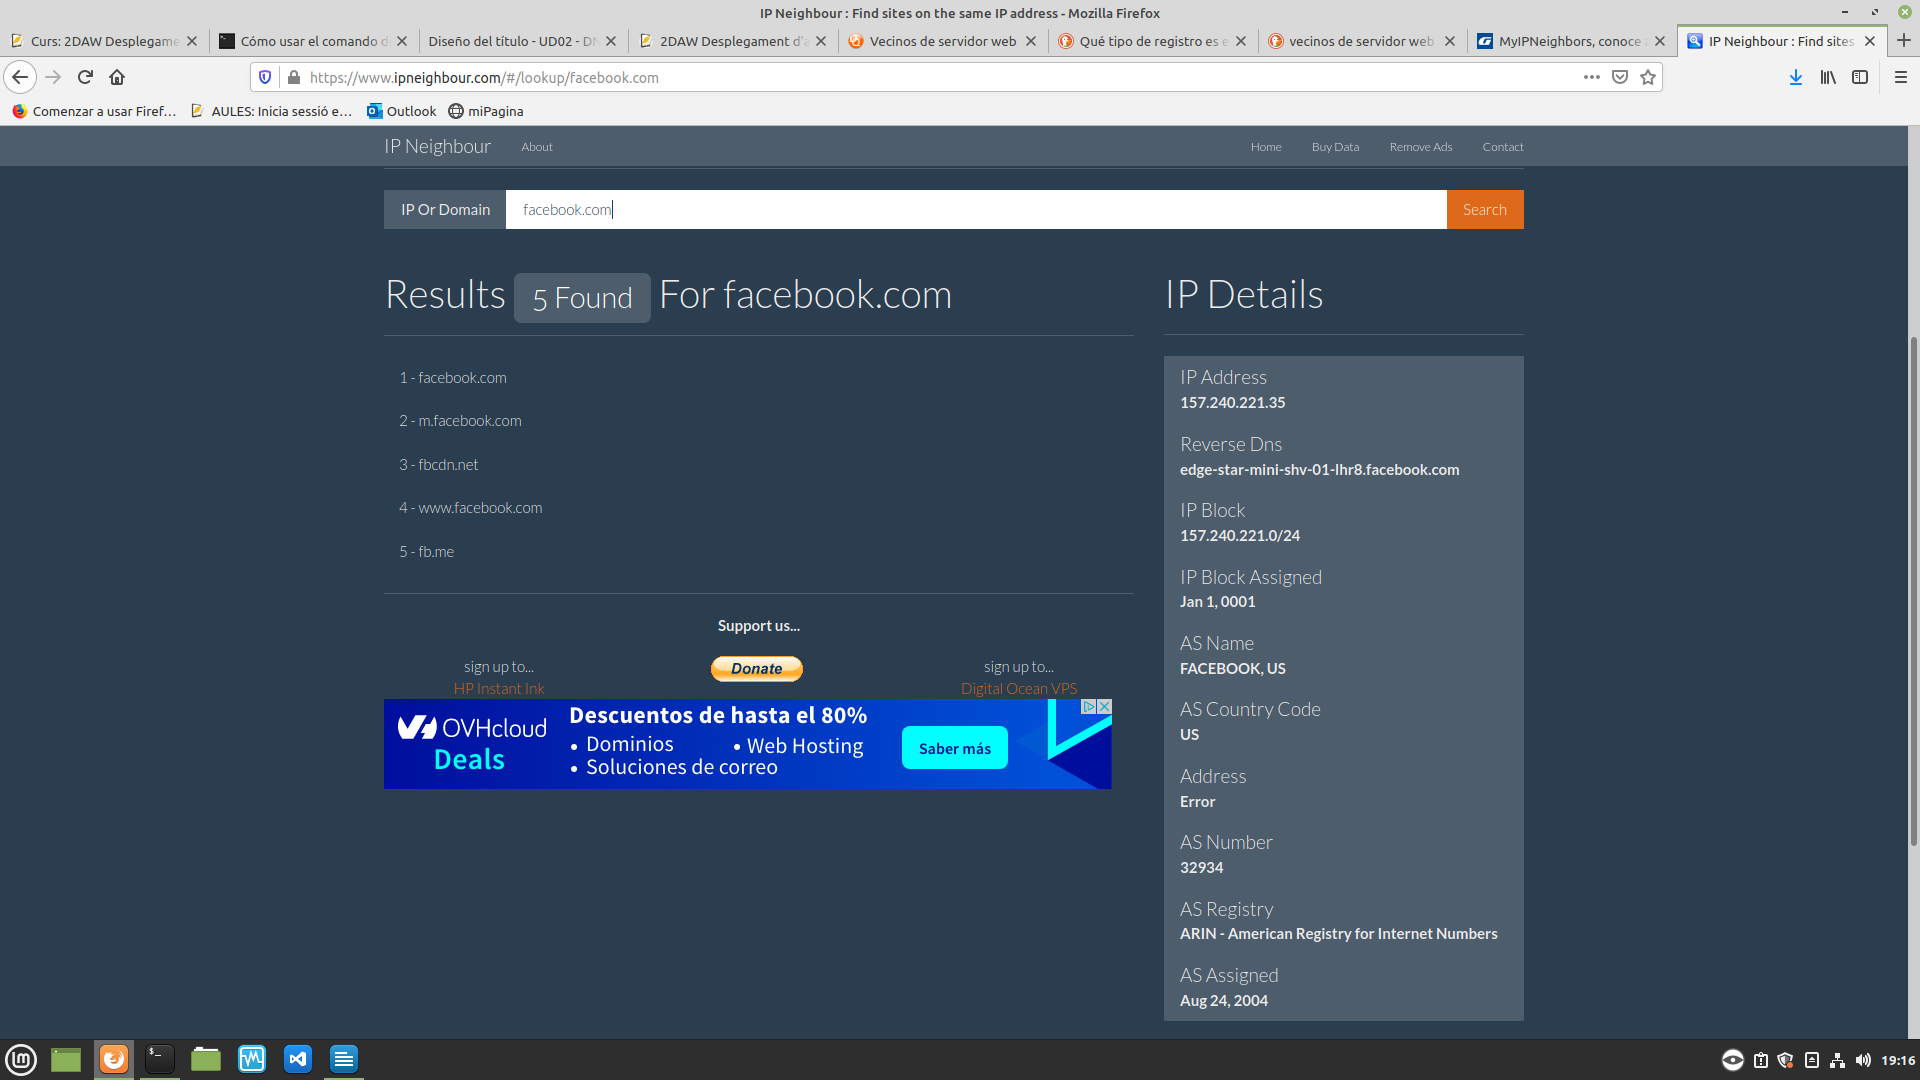 IP Neighbour : Find sites on the same IP address - Mozilla Firefox
Curs: 2DAW Desplegame
Cómo usar el comando d
Diseño del título - UD02 - DN
2DAW Desplegament d'a
Vecinos de servidor web
Qué tipo de registro es e
vecinos de servidor web
MyIPNeighbors, conoce a
IP Neighbour : Find sites
https://www.ipneighbour.com/#/lookup/facebook.com
Comenzar a usar Firef…
AULES: Inicia sessió e…
Outlook
miPagina
IP Neighbour
About
Home
Buy Data
Remove Ads
Contact
IP Or Domain
facebook.com
Search
Results 5 Found For facebook.com
1 - facebook.com
2 - m.facebook.com
3 - fbcdn.net
4 - www.facebook.com
5 - fb.me
Support us...
sign up to...
HP Instant Ink
Donate
sign up to...
Digital Ocean VPS
OVHcloud
Deals
Descuentos de hasta el 80%
• Dominios
• Web Hosting
• Soluciones de correo
Saber más
IP Details
IP Address
157.240.221.35
Reverse Dns
edge-star-mini-shv-01-lhr8.facebook.com
IP Block
157.240.221.0/24
IP Block Assigned
Jan 1, 0001
AS Name
FACEBOOK, US
AS Country Code
US
Address
Error
AS Number
32934
AS Registry
ARIN - American Registry for Internet Numbers
AS Assigned
Aug 24, 2004
19:16